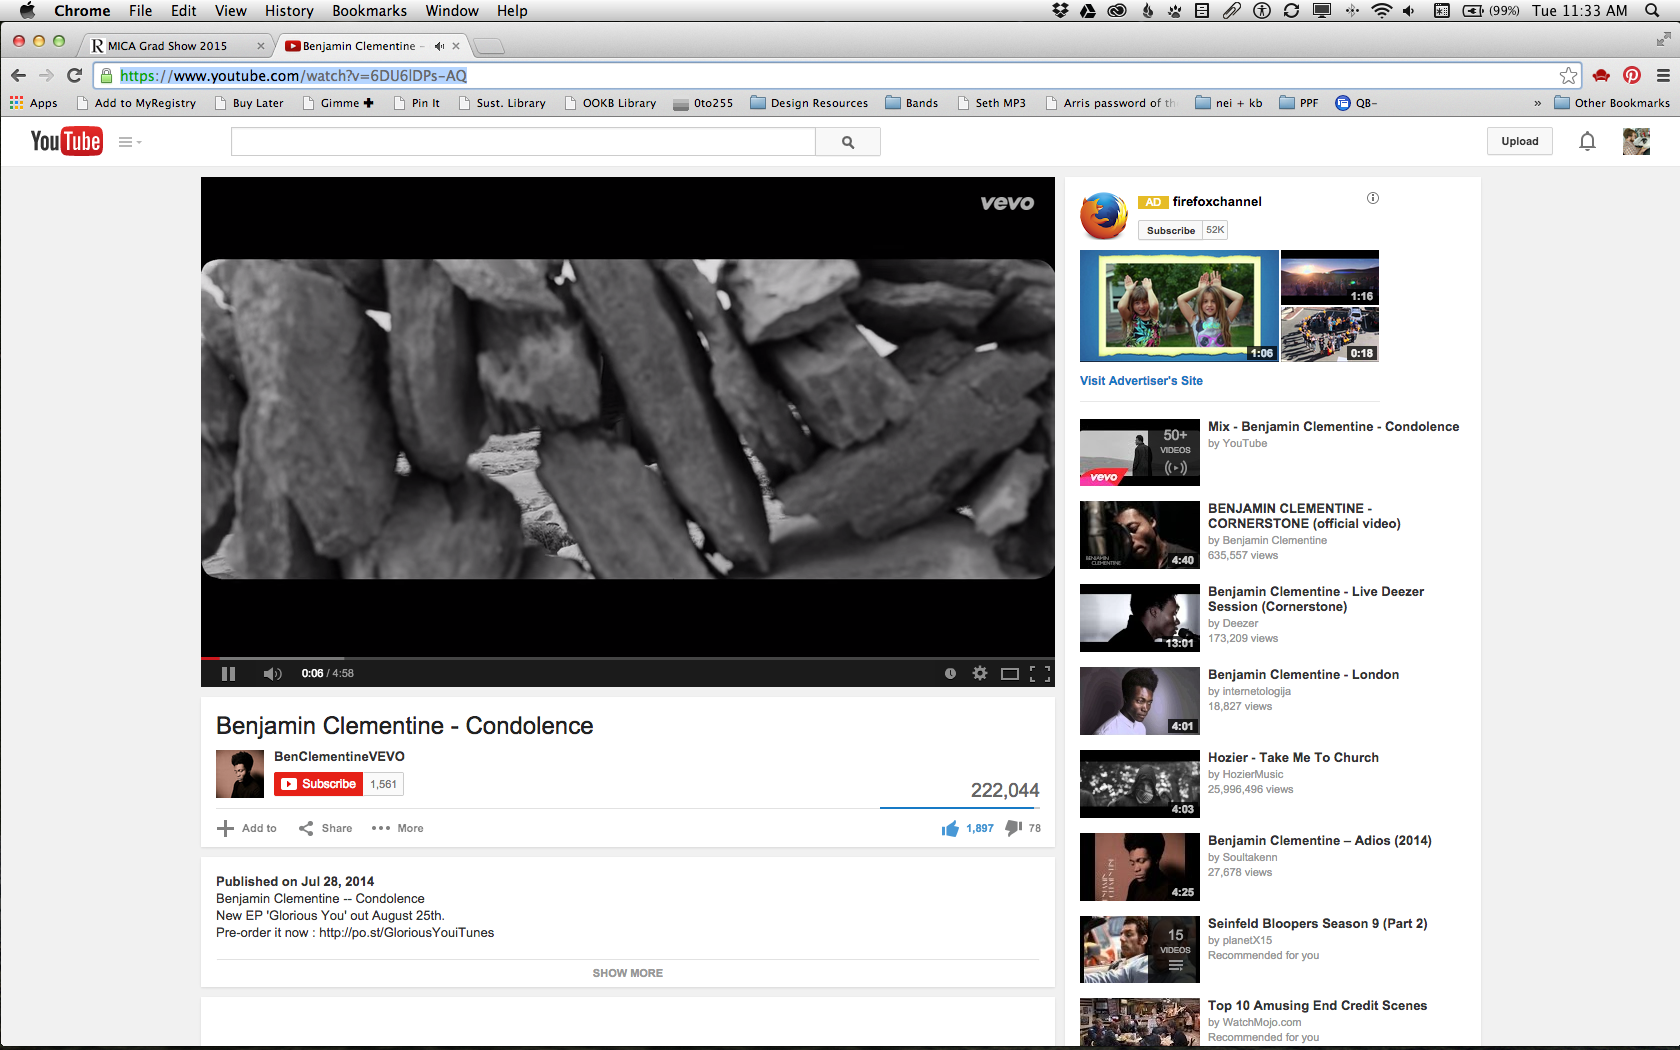 Chrome File Edit View History Bookmarks Window Help (99%) Tue 11:33 AM
R MICA Grad Show 2015 Benjamin Clementine -
https://www.youtube.com/watch?v=6DU6lDPs-AQ
Apps Add to MyRegistry Buy Later Gimme ✚ Pin It Sust. Library OOKB Library 0to255 Design Resources Bands Seth MP3 Arris password of th nei + kb PPF QB- » Other Bookmarks
YouTube Upload
vevo
0:06 / 4:58
Benjamin Clementine - Condolence
BenClementineVEVO
Subscribe 1,561
222,044
Add to Share More 1,897 78
Published on Jul 28, 2014
Benjamin Clementine -- Condolence
New EP 'Glorious You' out August 25th.
Pre-order it now : http://po.st/GloriousYouiTunes
SHOW MORE
AD firefoxchannel
Subscribe 52K
1:06
1:16
0:18
Visit Advertiser's Site
50+
VIDEOS
vevo
Mix - Benjamin Clementine - Condolence
by YouTube
BENJAMIN
CLEMENTINE
4:40
BENJAMIN CLEMENTINE -
CORNERSTONE (official video)
by Benjamin Clementine
635,557 views
13:01
Benjamin Clementine - Live Deezer
Session (Cornerstone)
by Deezer
173,209 views
4:01
Benjamin Clementine - London
by internetologija
18,827 views
4:03
Hozier - Take Me To Church
by HozierMusic
25,996,496 views
4:25
Benjamin Clementine – Adios (2014)
by Soultakenn
27,678 views
15
VIDEOS
Seinfeld Bloopers Season 9 (Part 2)
by planetX15
Recommended for you
Top 10 Amusing End Credit Scenes
by WatchMojo.com
Recommended for you